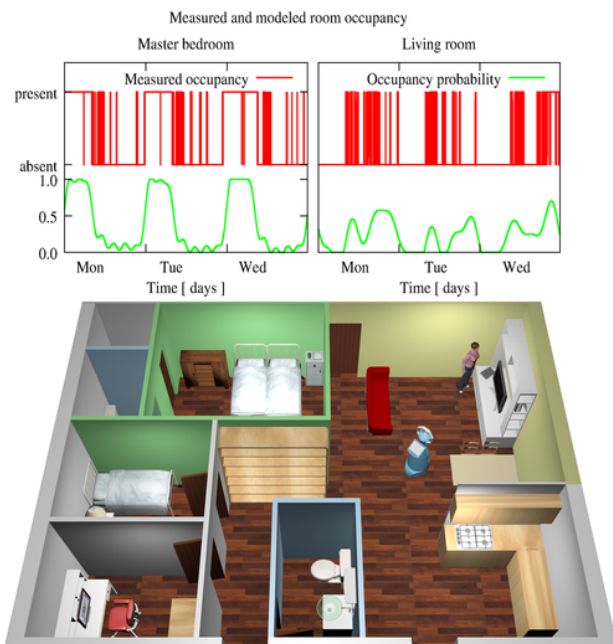 Measured and modeled room occupancy
Master bedroom
Living room
Measured occupancy
Occupancy probability
present
absent
1.0
0.5
0.0
Mon Tue Wed
Mon Tue Wed
Time [ days ]
Time [ days ]